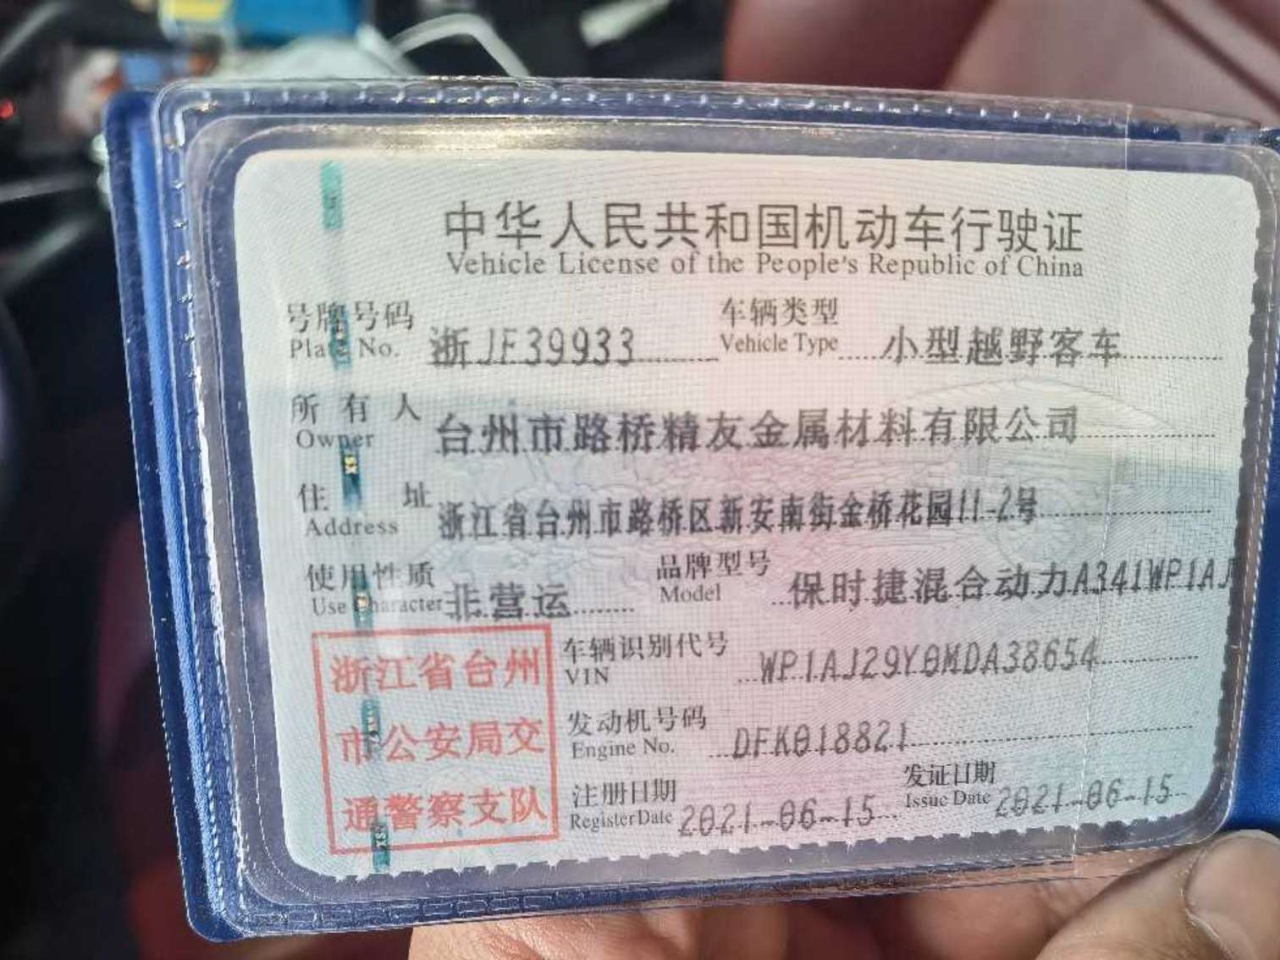 中华人民共和国机动车行驶证
Vehicle License of the People's Republic of China
号牌号码 浙JF39933 车辆类型 小型越野客车
Plate No. Vehicle Type
所有人 台州市路桥精友金属材料有限公司
Owner
住址 浙江省台州市路桥区新安南街金桥花园11-2号
Address
使用性质 非营运 品牌型号 保时捷混合动力A341WP1AJ
Use Character Model
浙江省台州
市公安局交
通警察支队
车辆识别代号 WP1AJ29Y0MDA38654
VIN
发动机号码 DFK018821
Engine No.
注册日期 2021-06-15 发证日期 2021-06-15
Register Date Issue Date